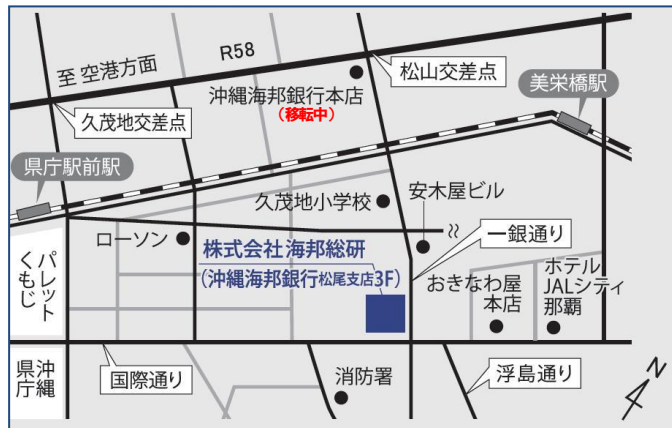 R58
至 空港方面
松山交差点
美栄橋駅
沖縄海邦銀行本店
(移転中)
久茂地交差点
県庁駅前駅
久茂地小学校
安木屋ビル
ローソン
株式会社海邦総研
(沖縄海邦銀行松尾支店3F)
一銀通り
パレット
くもじ
おきなわ屋
本店
ホテル
JALシティ
那覇
沖縄
県庁
国際通り
消防署
浮島通り
N